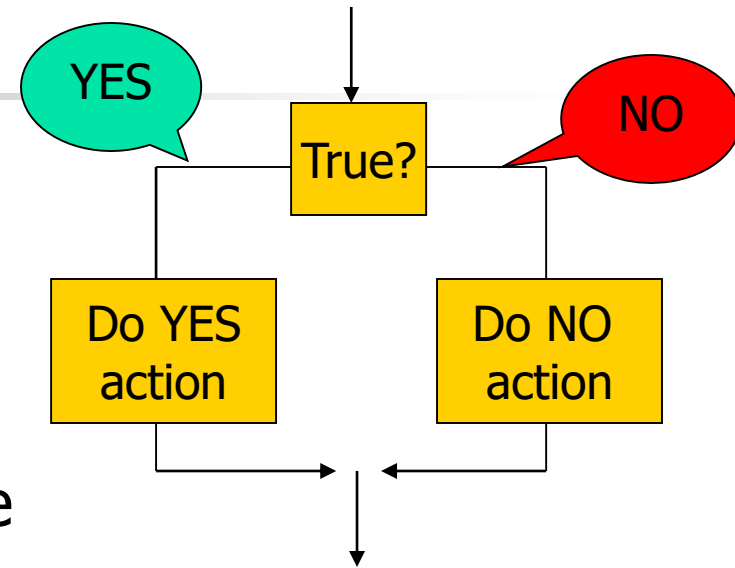 YES
NO
True?
Do YES
action
Do NO
action
e